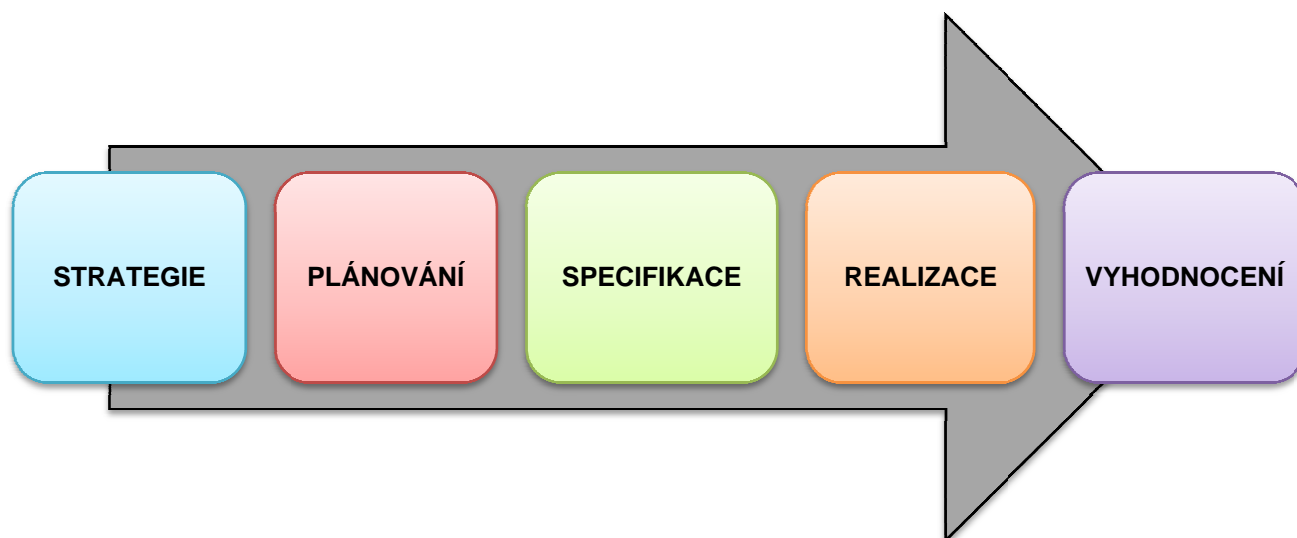 STRATEGIE
PLÁNOVÁNÍ
SPECIFIKACE
REALIZACE
VYHODNOCENÍ